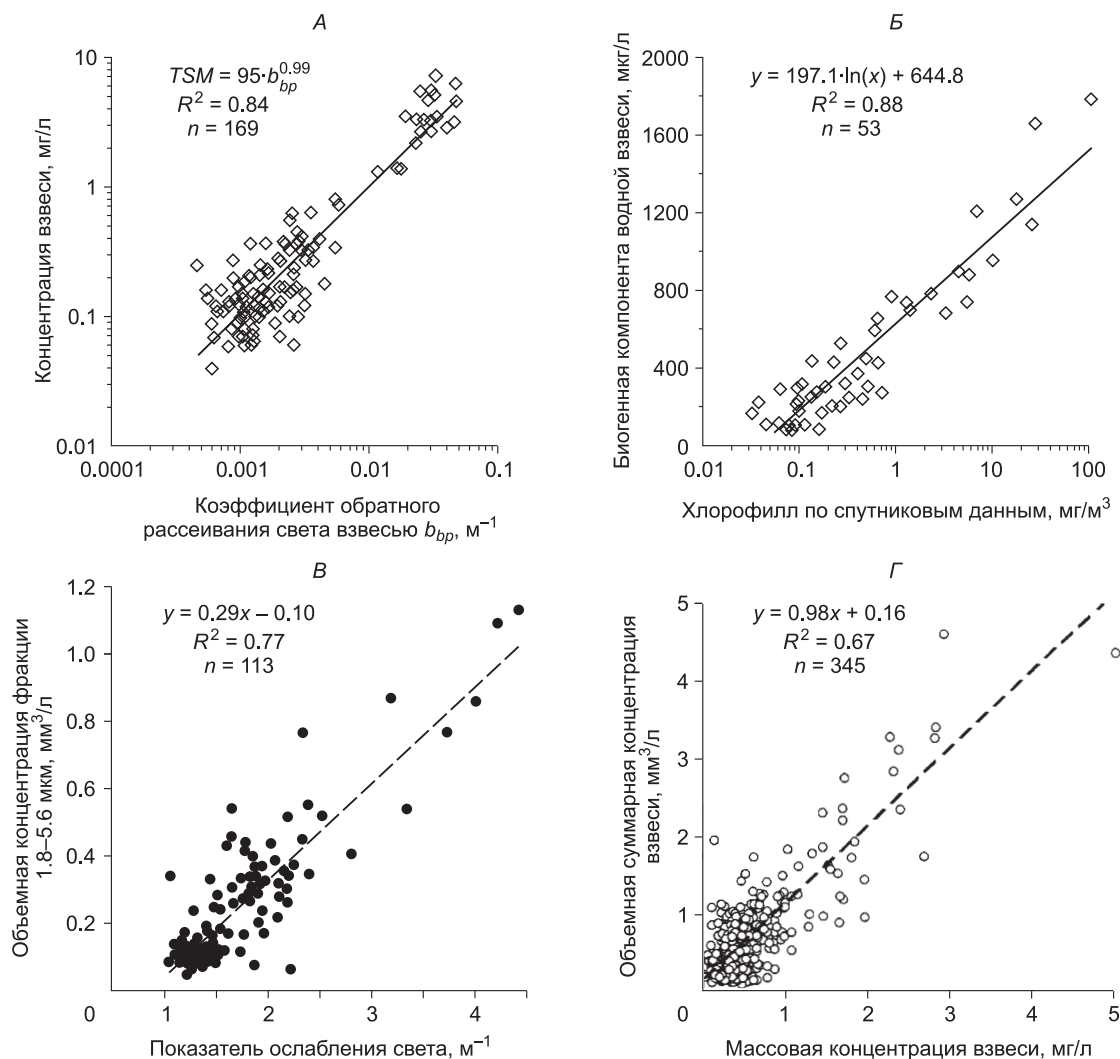 А
TSM = 95·b_{bp}^{0.99}
R² = 0.84
n = 169
Концентрация взвеси, мг/л
10
1
0.1
0.01
0.0001
0.001
0.01
0.1
Коэффициент обратного
рассеивания света взвесью b_{bp}, м⁻¹
Б
y = 197.1·ln(x) + 644.8
R² = 0.88
n = 53
Биогенная компонента водной взвеси, мкг/л
2000
1600
1200
800
400
0
0.01
0.1
1
10
100
Хлорофилл по спутниковым данным, мг/м³
В
y = 0.29x – 0.10
R² = 0.77
n = 113
Объемная концентрация фракции
1.8–5.6 мкм, мм³/л
1.2
1.0
0.8
0.6
0.4
0.2
0
1
2
3
4
Показатель ослабления света, м⁻¹
Г
y = 0.98x + 0.16
R² = 0.67
n = 345
Объемная суммарная концентрация
взвеси, мм³/л
5
4
3
2
1
0
1
2
3
4
5
Массовая концентрация взвеси, мг/л